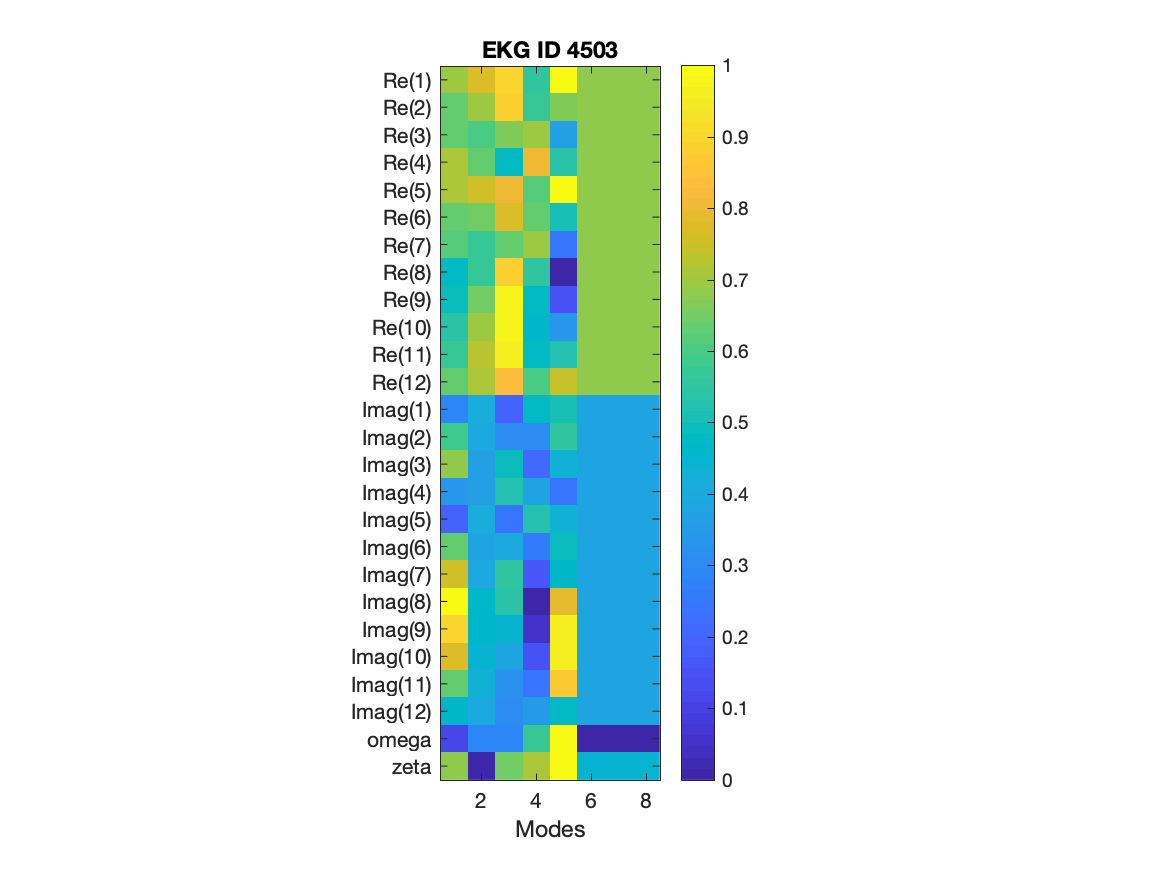 EKG ID 4503
Re(1)
Re(2)
Re(3)
Re(4)
Re(5)
Re(6)
Re(7)
Re(8)
Re(9)
Re(10)
Re(11)
Re(12)
Imag(1)
Imag(2)
Imag(3)
Imag(4)
Imag(5)
Imag(6)
Imag(7)
Imag(8)
Imag(9)
Imag(10)
Imag(11)
Imag(12)
omega
zeta
2 4 6 8
Modes
1
0.9
0.8
0.7
0.6
0.5
0.4
0.3
0.2
0.1
0